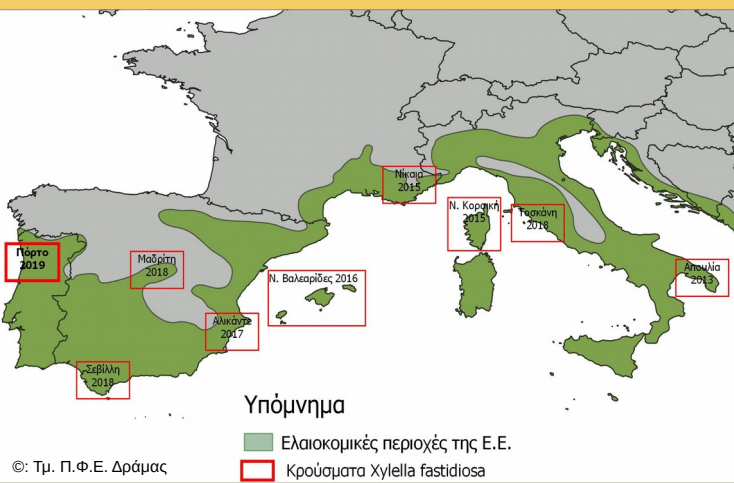 Νίκαια
2015
Ν. Κορσική
2015
Τοσκάνη
2018
Πόρτο
2019
Μαδρίτη
2018
Ν. Βαλεαρίδες 2016
Απουλία
2013
Αλικάντε
2017
Σεβίλλη
2018
Υπόμνημα
Ελαιοκομικές περιοχές της Ε.Ε.
Κρούσματα Xylella fastidiosa
©: Τμ. Π.Φ.Ε. Δράμας